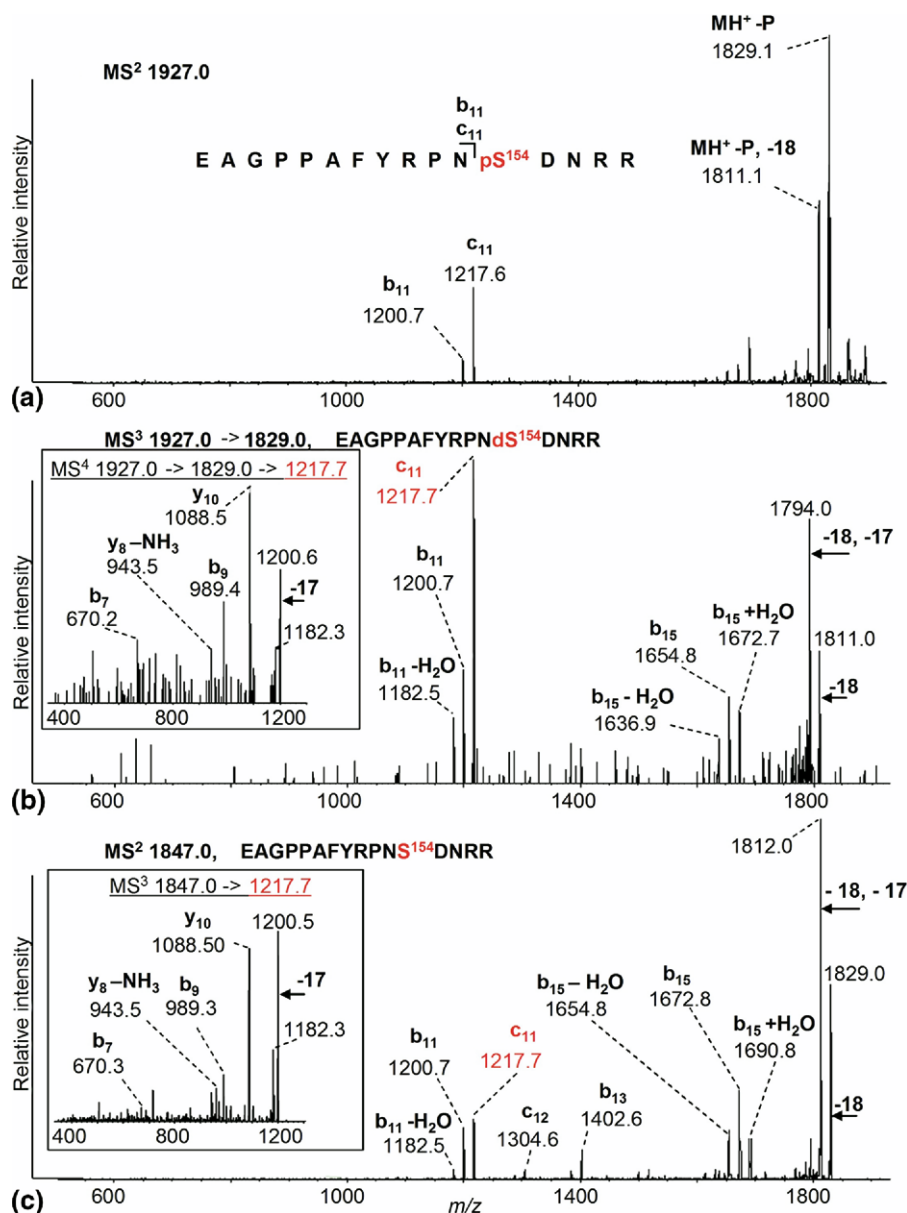 MH⁺ -P
1829.1
MS² 1927.0
b₁₁
c₁₁
E A G P P A F Y R P N pS¹⁵⁴ D N R R
MH⁺ -P, -18
1811.1
c₁₁
1217.6
b₁₁
1200.7
Relative intensity
(a)
600 1000 1400 1800
MS³ 1927.0 -> 1829.0, EAGPPAFYRPNdS¹⁵⁴DNRR
MS⁴ 1927.0 -> 1829.0 -> 1217.7
y₁₀
1088.5
y₈ –NH₃
943.5
b₉
989.4
1200.6
-17
b₇
670.2
1182.3
400 800 1200
c₁₁
1217.7
b₁₁
1200.7
b₁₁ -H₂O
1182.5
1794.0
-18, -17
b₁₅ +H₂O
1672.7
b₁₅
1654.8
1811.0
-18
b₁₅ - H₂O
1636.9
Relative intensity
(b)
600 1000 1400 1800
MS² 1847.0, EAGPPAFYRPNS¹⁵⁴DNRR
MS³ 1847.0 -> 1217.7
y₁₀
1088.50
1200.5
y₈ –NH₃
943.5
b₉
989.3
-17
b₇
670.3
1182.3
400 800 1200
1812.0
- 18, - 17
1829.0
b₁₅
1672.8
b₁₅ – H₂O
1654.8
b₁₅ +H₂O
1690.8
b₁₁
1200.7
c₁₁
1217.7
b₁₃
1402.6
c₁₂
1304.6
b₁₁ -H₂O
1182.5
-18
Relative intensity
(c)
600 1000 m/z 1400 1800